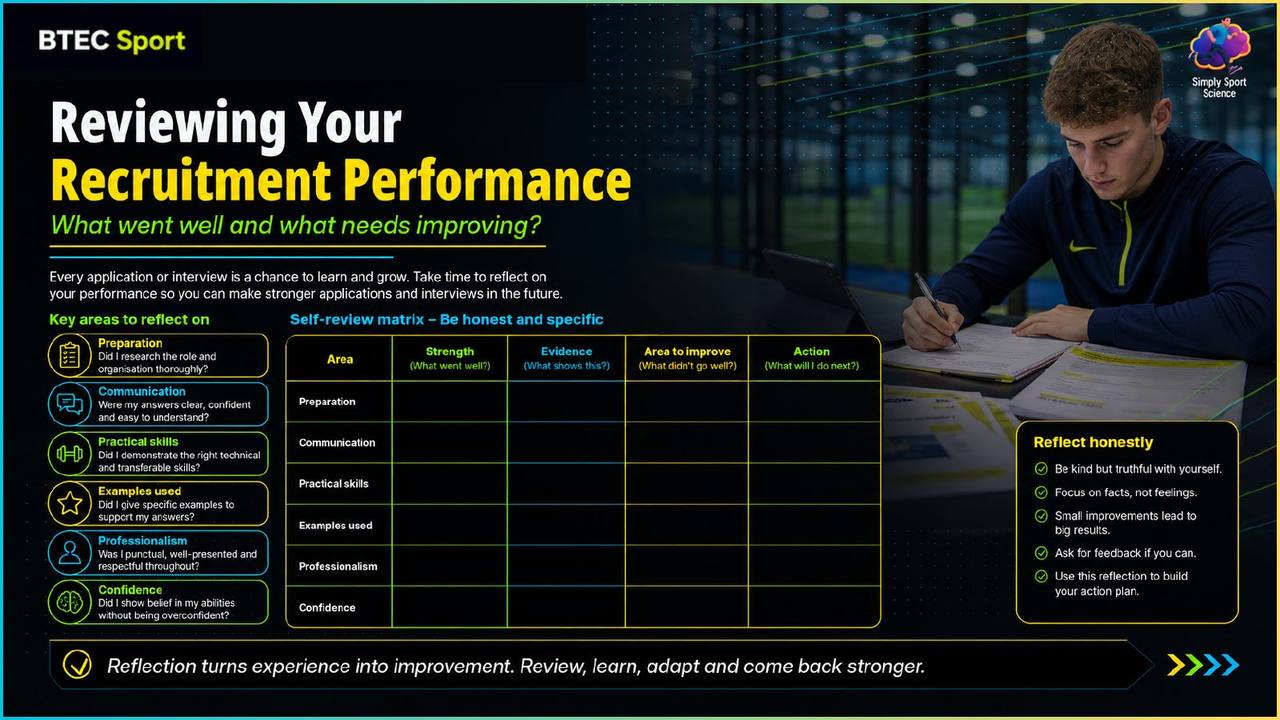 BTEC Sport
Simply Sport
Science
Reviewing Your
Recruitment Performance
What went well and what needs improving?
Every application or interview is a chance to learn and grow. Take time to reflect on
your performance so you can make stronger applications and interviews in the future.
Key areas to reflect on
Preparation
Did I research the role and
organisation thoroughly?
Communication
Were my answers clear, confident
and easy to understand?
Practical skills
Did I demonstrate the right technical
and transferable skills?
Examples used
Did I give specific examples to
support my answers?
Professionalism
Was I punctual, well-presented and
respectful throughout?
Confidence
Did I show belief in my abilities
without being overconfident?
Self-review matrix – Be honest and specific
Area
Strength
(What went well?)
Evidence
(What shows this?)
Area to improve
(What didn't go well?)
Action
(What will I do next?)
Preparation
Communication
Practical skills
Examples used
Professionalism
Confidence
Reflect honestly
Be kind but truthful with yourself.
Focus on facts, not feelings.
Small improvements lead to
big results.
Ask for feedback if you can.
Use this reflection to build
your action plan.
Reflection turns experience into improvement. Review, learn, adapt and come back stronger.